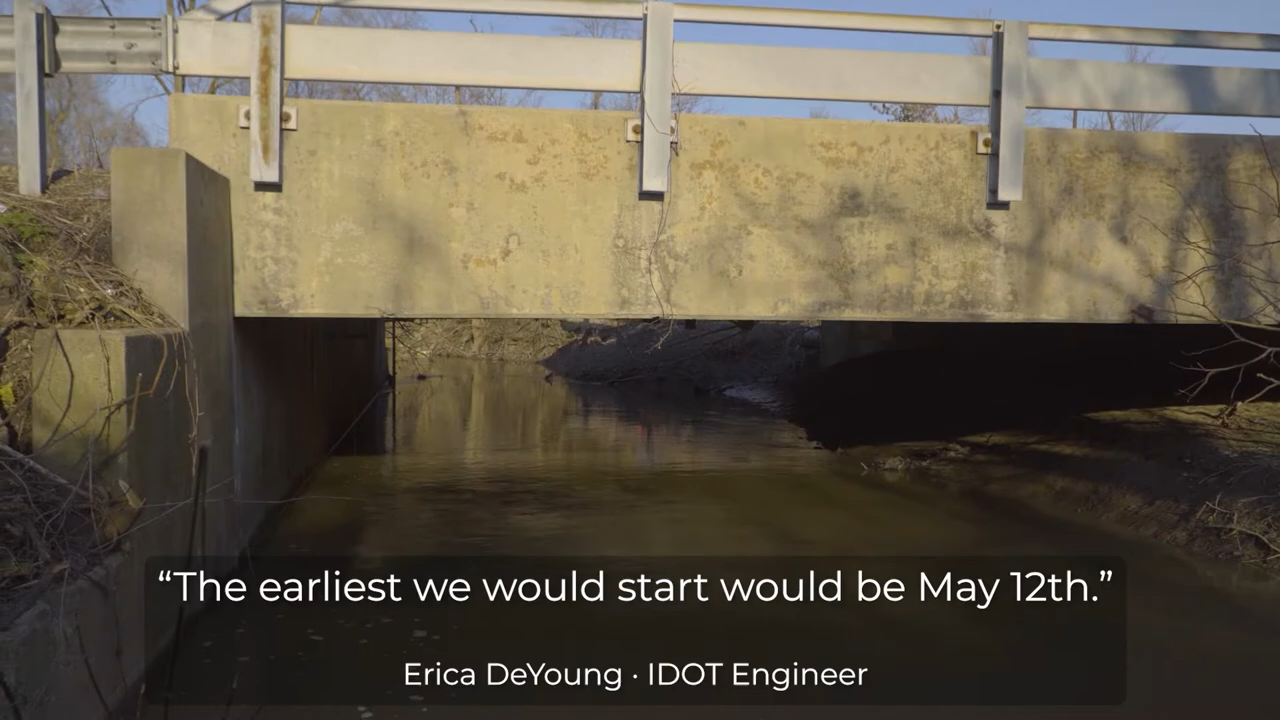 “The earliest we would start would be May 12th.”
Erica DeYoung · IDOT Engineer